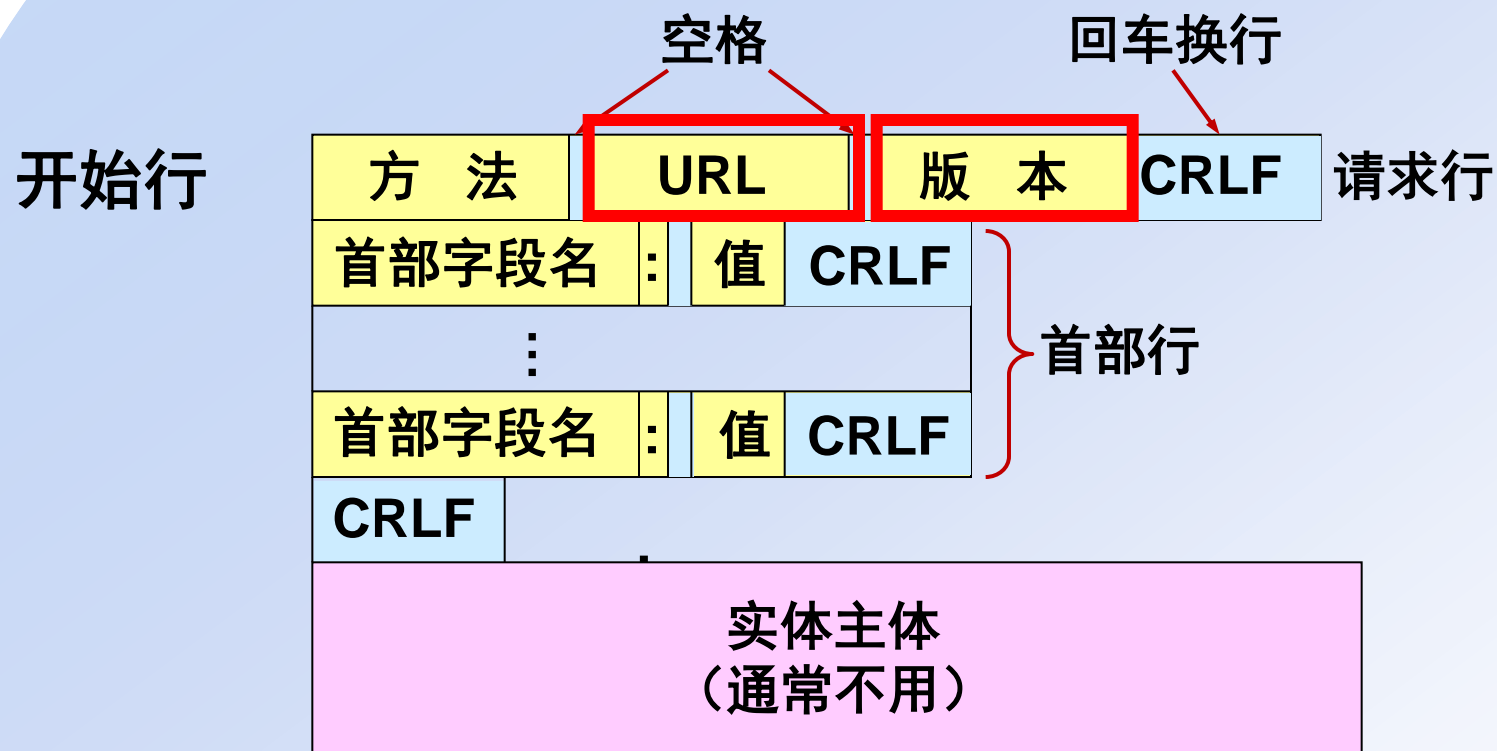 空格 回车换行
开始行 方 法 URL 版 本 CRLF 请求行
首部字段名 : 值 CRLF
⋮ 首部行
首部字段名 : 值 CRLF
CRLF
实体主体
（通常不用）